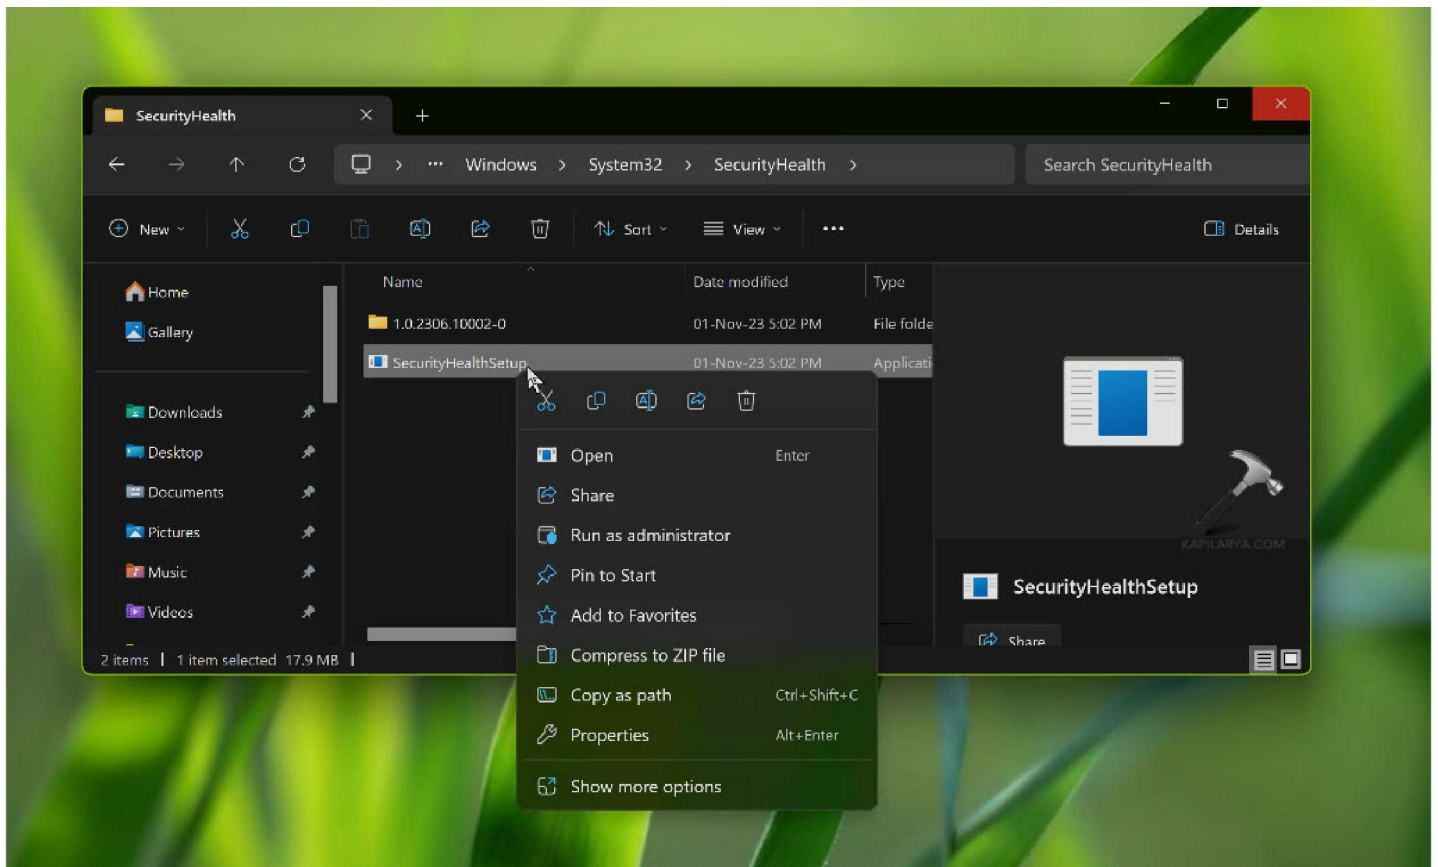 SecurityHealth
Windows System32 SecurityHealth
Search SecurityHealth
New
Sort
View
Details
Home
Gallery
Downloads
Desktop
Documents
Pictures
Music
Videos
Name Date modified Type
1.0.2306.10002-0 01-Nov-23 5:02 PM File folde
SecurityHealthSetup 01-Nov-23 5:02 PM Applicati
Open Enter
Share
Run as administrator
Pin to Start
Add to Favorites
Compress to ZIP file
Copy as path Ctrl+Shift+C
Properties Alt+Enter
Show more options
KAPILARYA.COM
SecurityHealthSetup
Share
2 items 1 item selected 17.9 MB